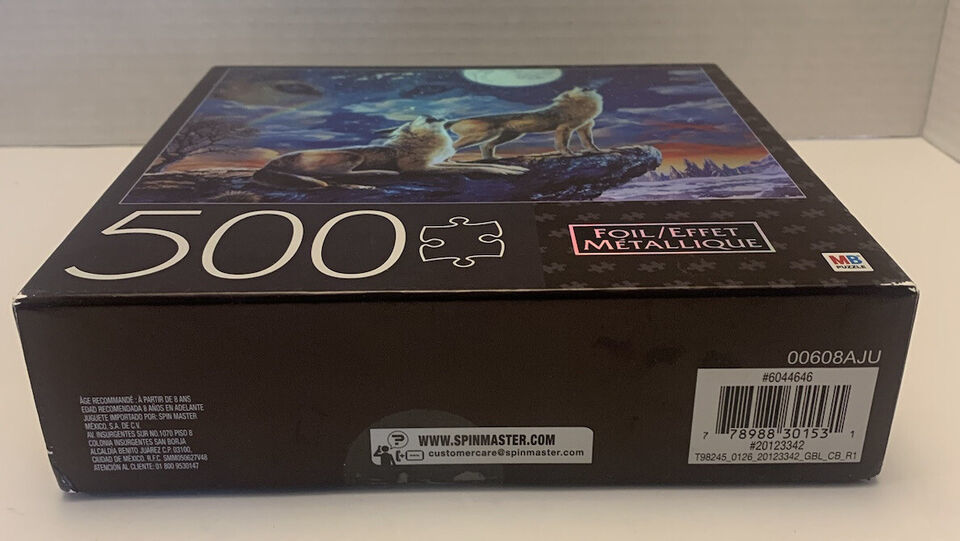 500
FOIL/EFFET
MÉTALLIQUE
MB
PUZZLE
00608AJU
#6044646
7 78988 30153 1
#20123342
T98245_0126_20123342_GBL_CB_R1
ÂGE RECOMMANDÉ : À PARTIR DE 8 ANS
EDAD RECOMENDADA 8 AÑOS EN ADELANTE
JUGUETE IMPORTADO POR: SPIN MASTER
MÉXICO, S.A. DE C.V.
AV. INSURGENTES SUR NO.1070 PISO 8
COLONIA INSURGENTES SAN BORJA
ALCALDÍA BENITO JUÁREZ C.P. 03100,
CIUDAD DE MÉXICO. R.F.C. SMM050627V48
ATENCIÓN AL CLIENTE: 01 800 9530147
?
WWW.SPINMASTER.COM
customercare@spinmaster.com